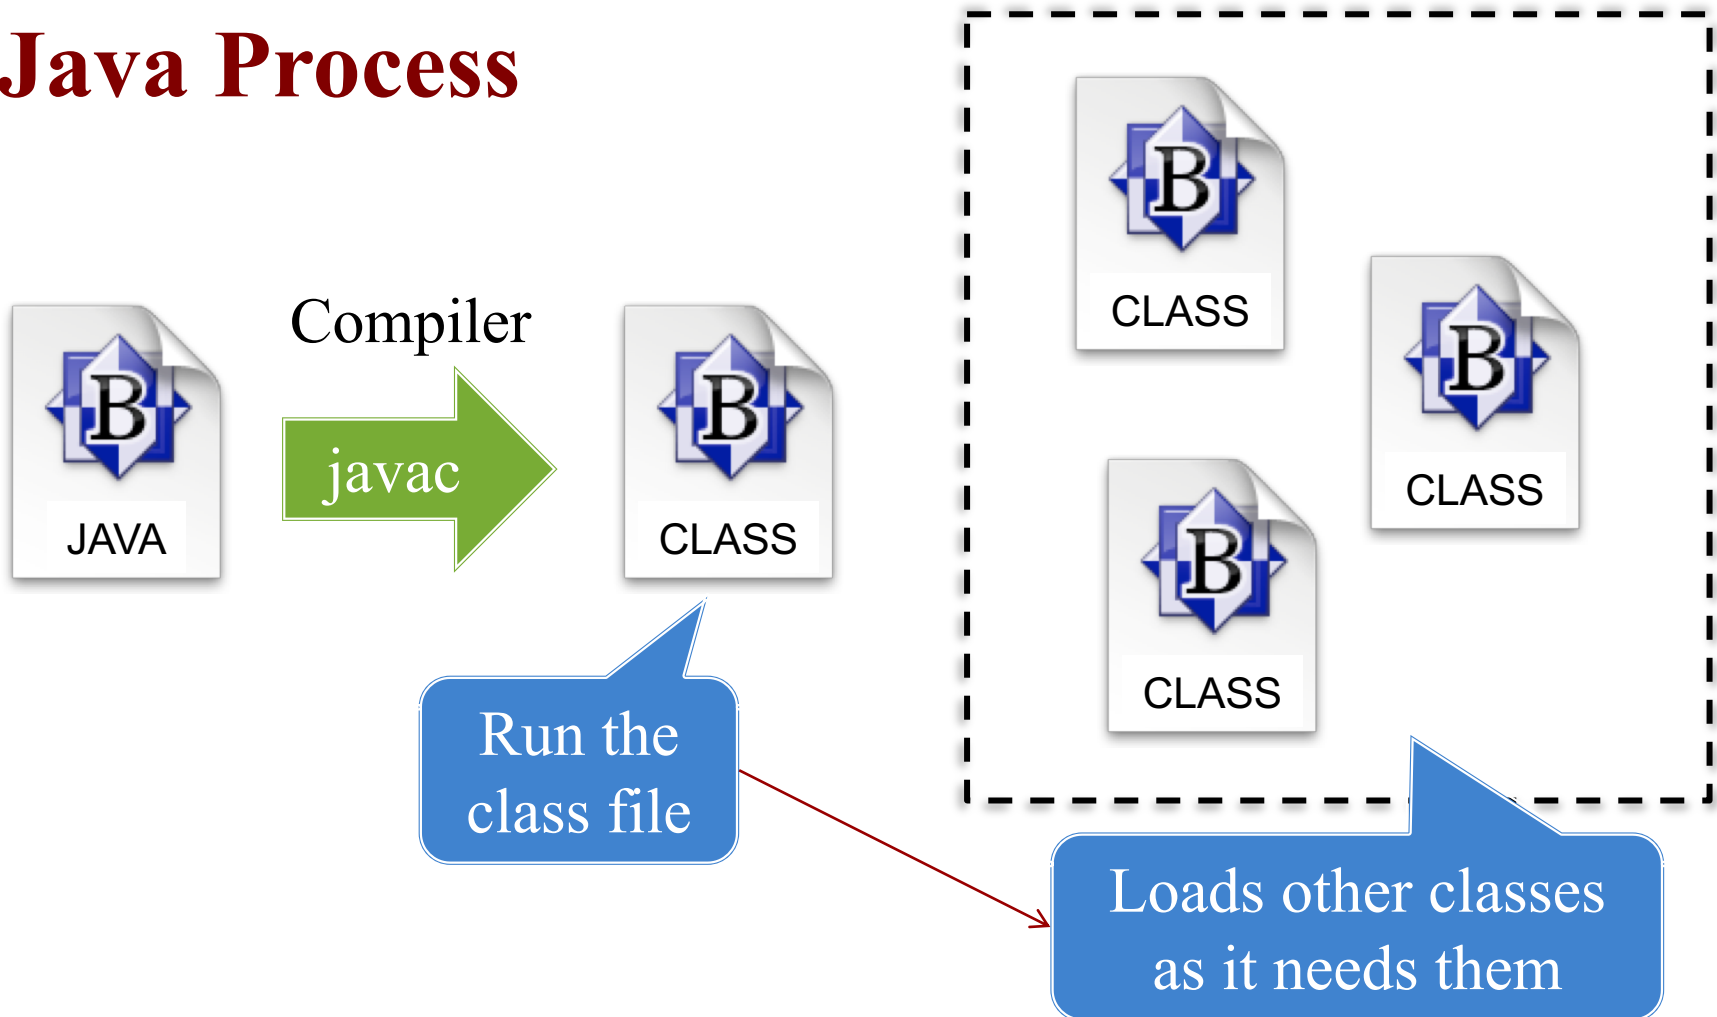 Java Process
Compiler
javac
B
JAVA
B
CLASS
B
CLASS
B
CLASS
B
CLASS
Run the
class file
Loads other classes
as it needs them